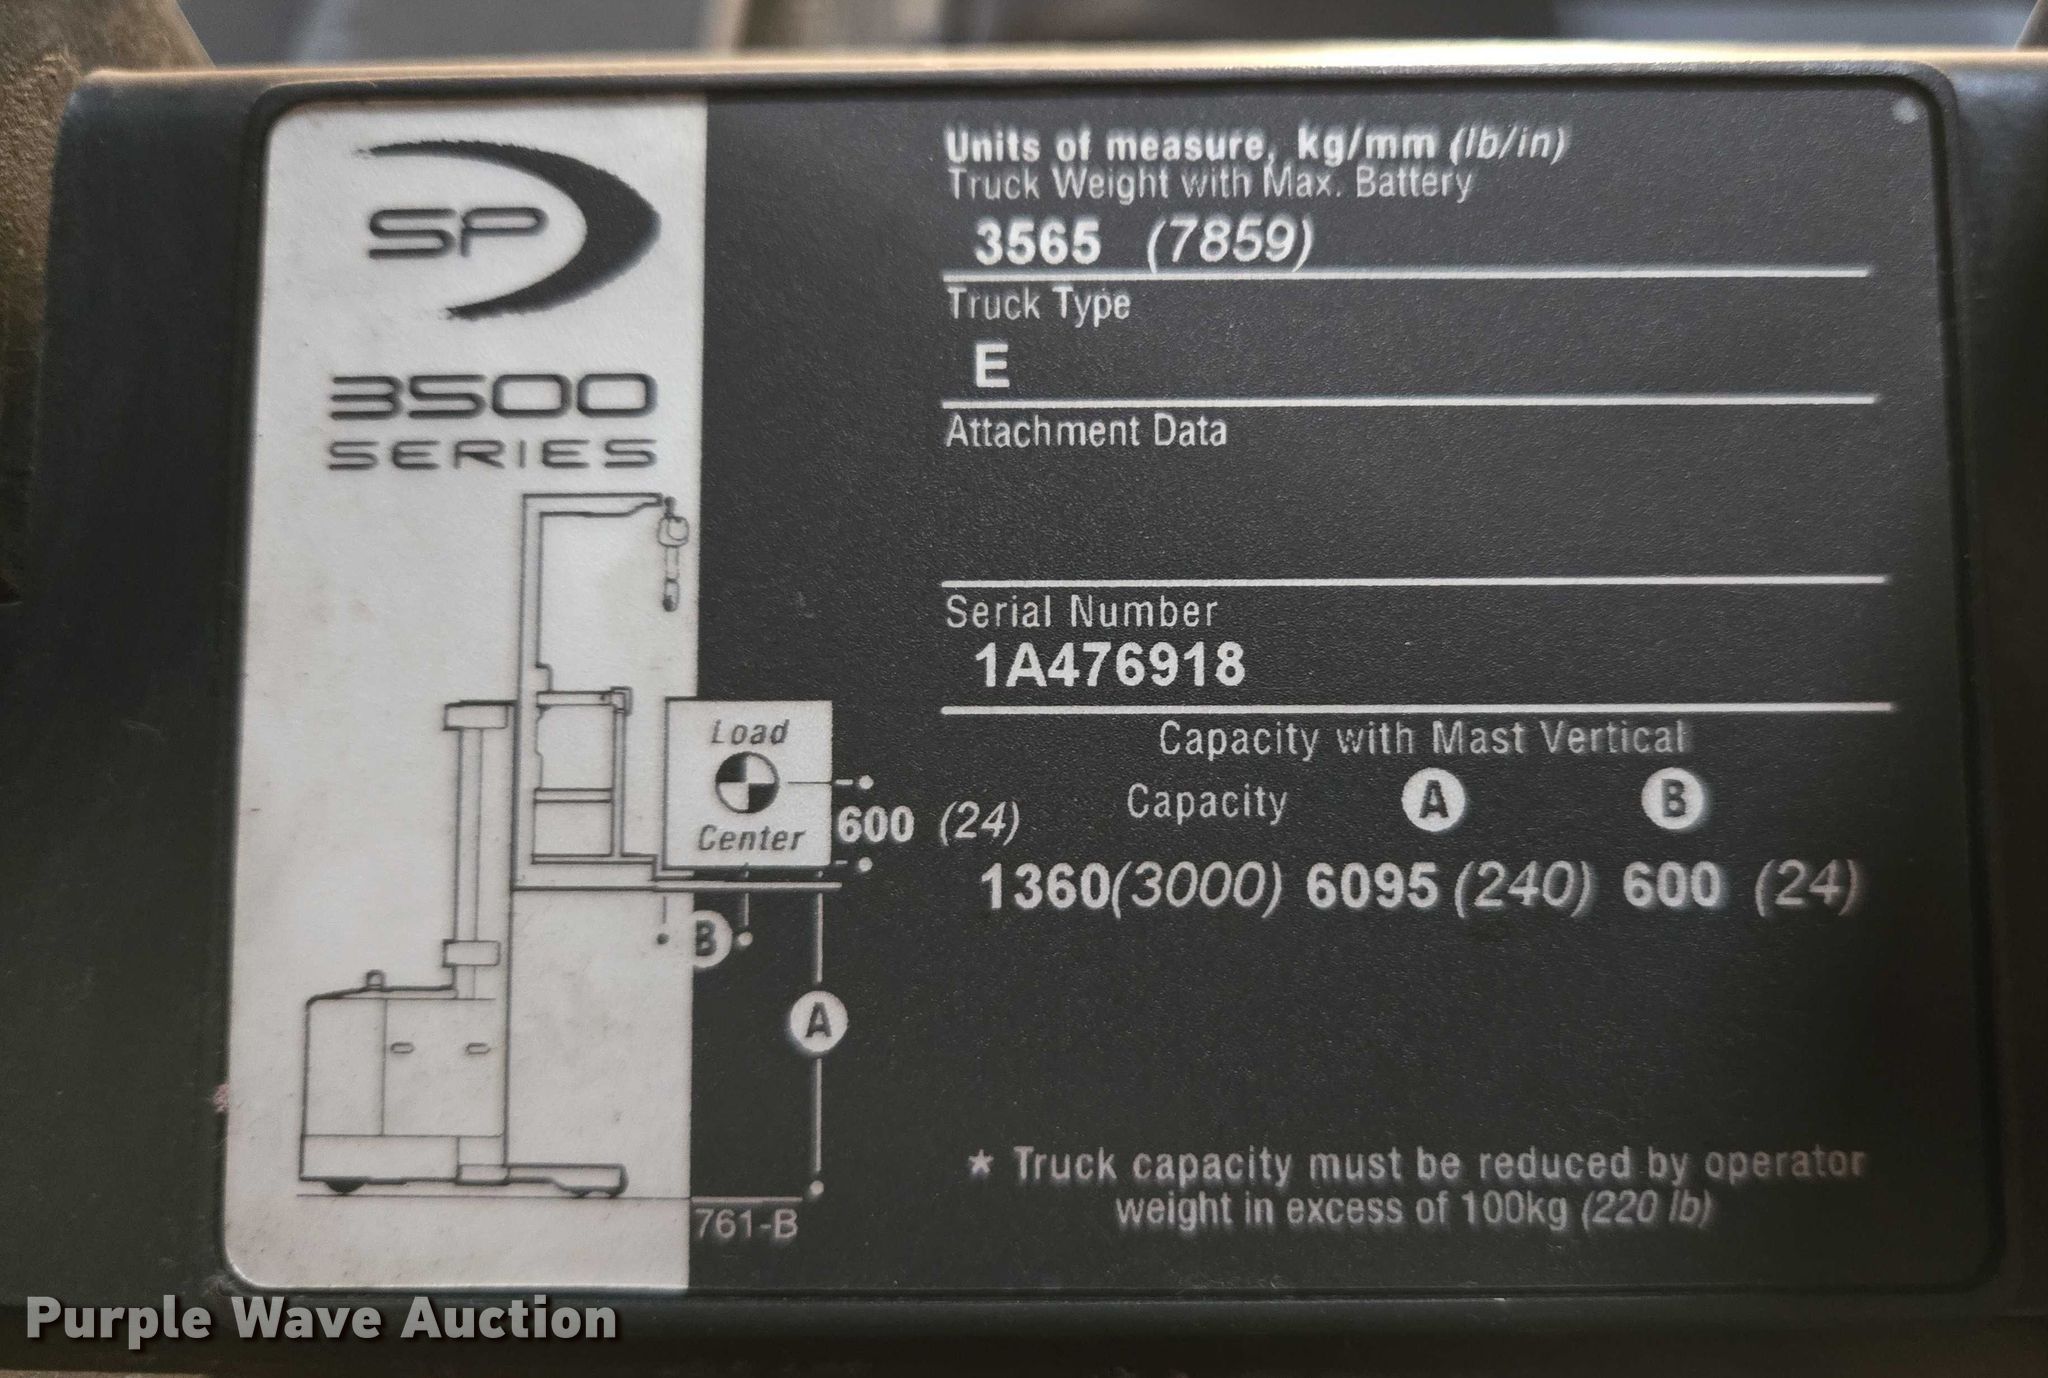 SP
3500
SERIES
Load
Center
600 (24)
B
A
761-B
Units of measure, kg/mm (lb/in)
Truck Weight with Max. Battery
3565 (7859)
Truck Type
E
Attachment Data
Serial Number
1A476918
Capacity with Mast Vertical
Capacity A B
1360(3000) 6095 (240) 600 (24)
* Truck capacity must be reduced by operator
weight in excess of 100kg (220 lb)
Purple Wave Auction